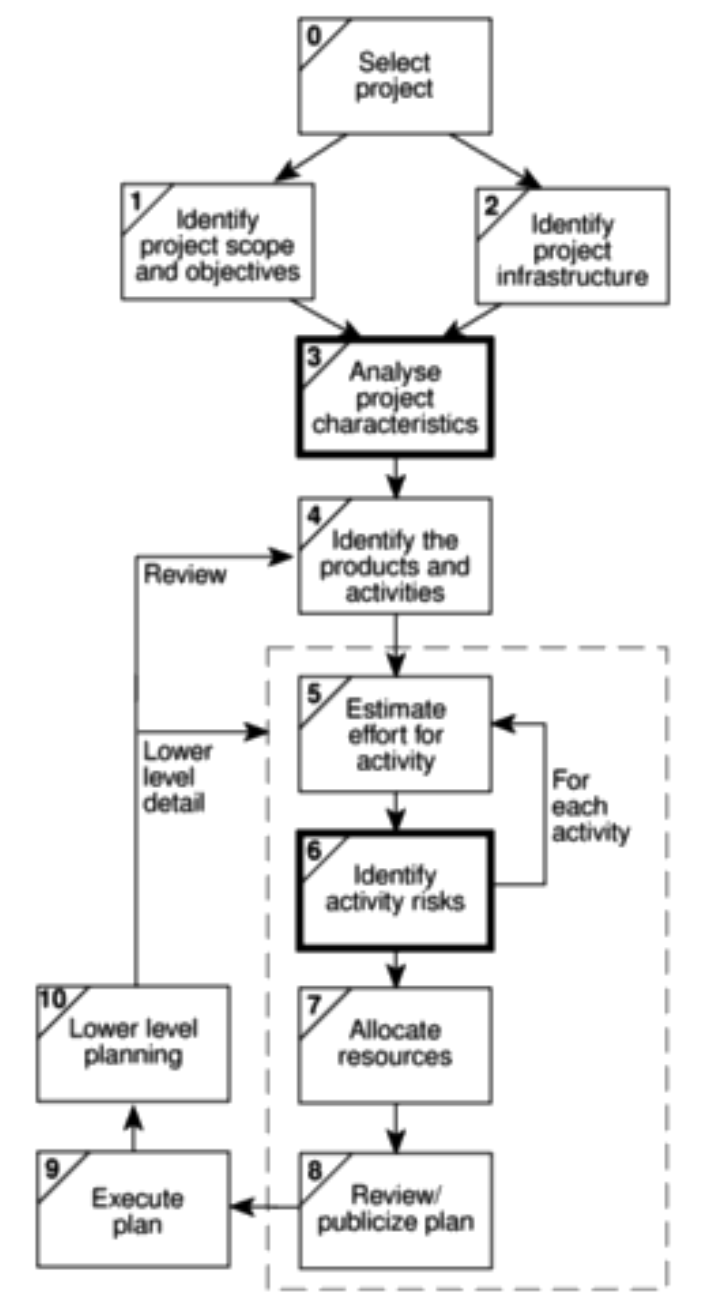 0
Select
project
1
Identify
project scope
and objectives
2
Identify
project
infrastructure
3
Analyse
project
characteristics
4
Identify the
products and
activities
Review
5
Estimate
effort for
activity
Lower
level
detail
For
each
activity
6
Identify
activity risks
7
Allocate
resources
10
Lower level
planning
8
Review/
publicize plan
9
Execute
plan